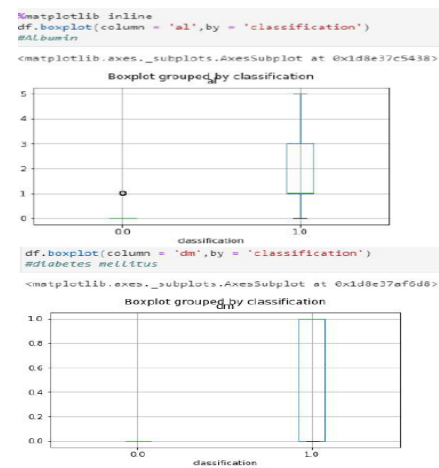 %matplotlib inline
df.boxplot(column = 'al',by = 'classification')
#Albumin
<matplotlib.axes._subplots.AxesSubplot at 0x1d8e37c5438>
Boxplot grouped by classification
al
5
4
3
2
1
0
0.0 1.0
classification
df.boxplot(column = 'dm',by = 'classification')
#diabetes mellitus
<matplotlib.axes._subplots.AxesSubplot at 0x1d8e37af6d8>
Boxplot grouped by classification
dm
1.0
0.8
0.6
0.4
0.2
0.0
0.0 1.0
classification